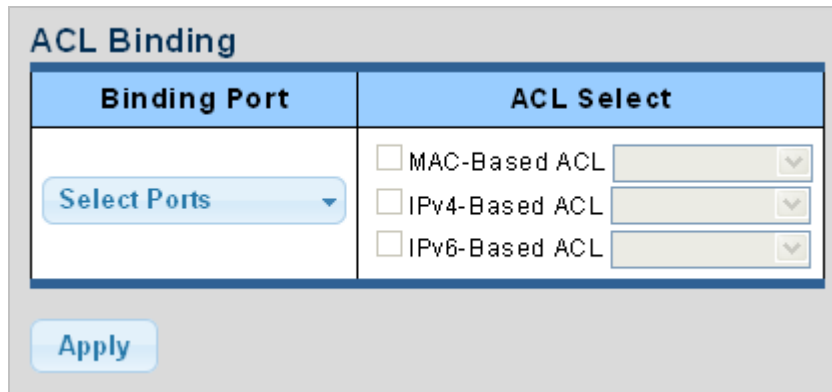 ACL Binding
Binding Port ACL Select
MAC-Based ACL
Select Ports
IPv4-Based ACL
IPv6-Based ACL
Apply